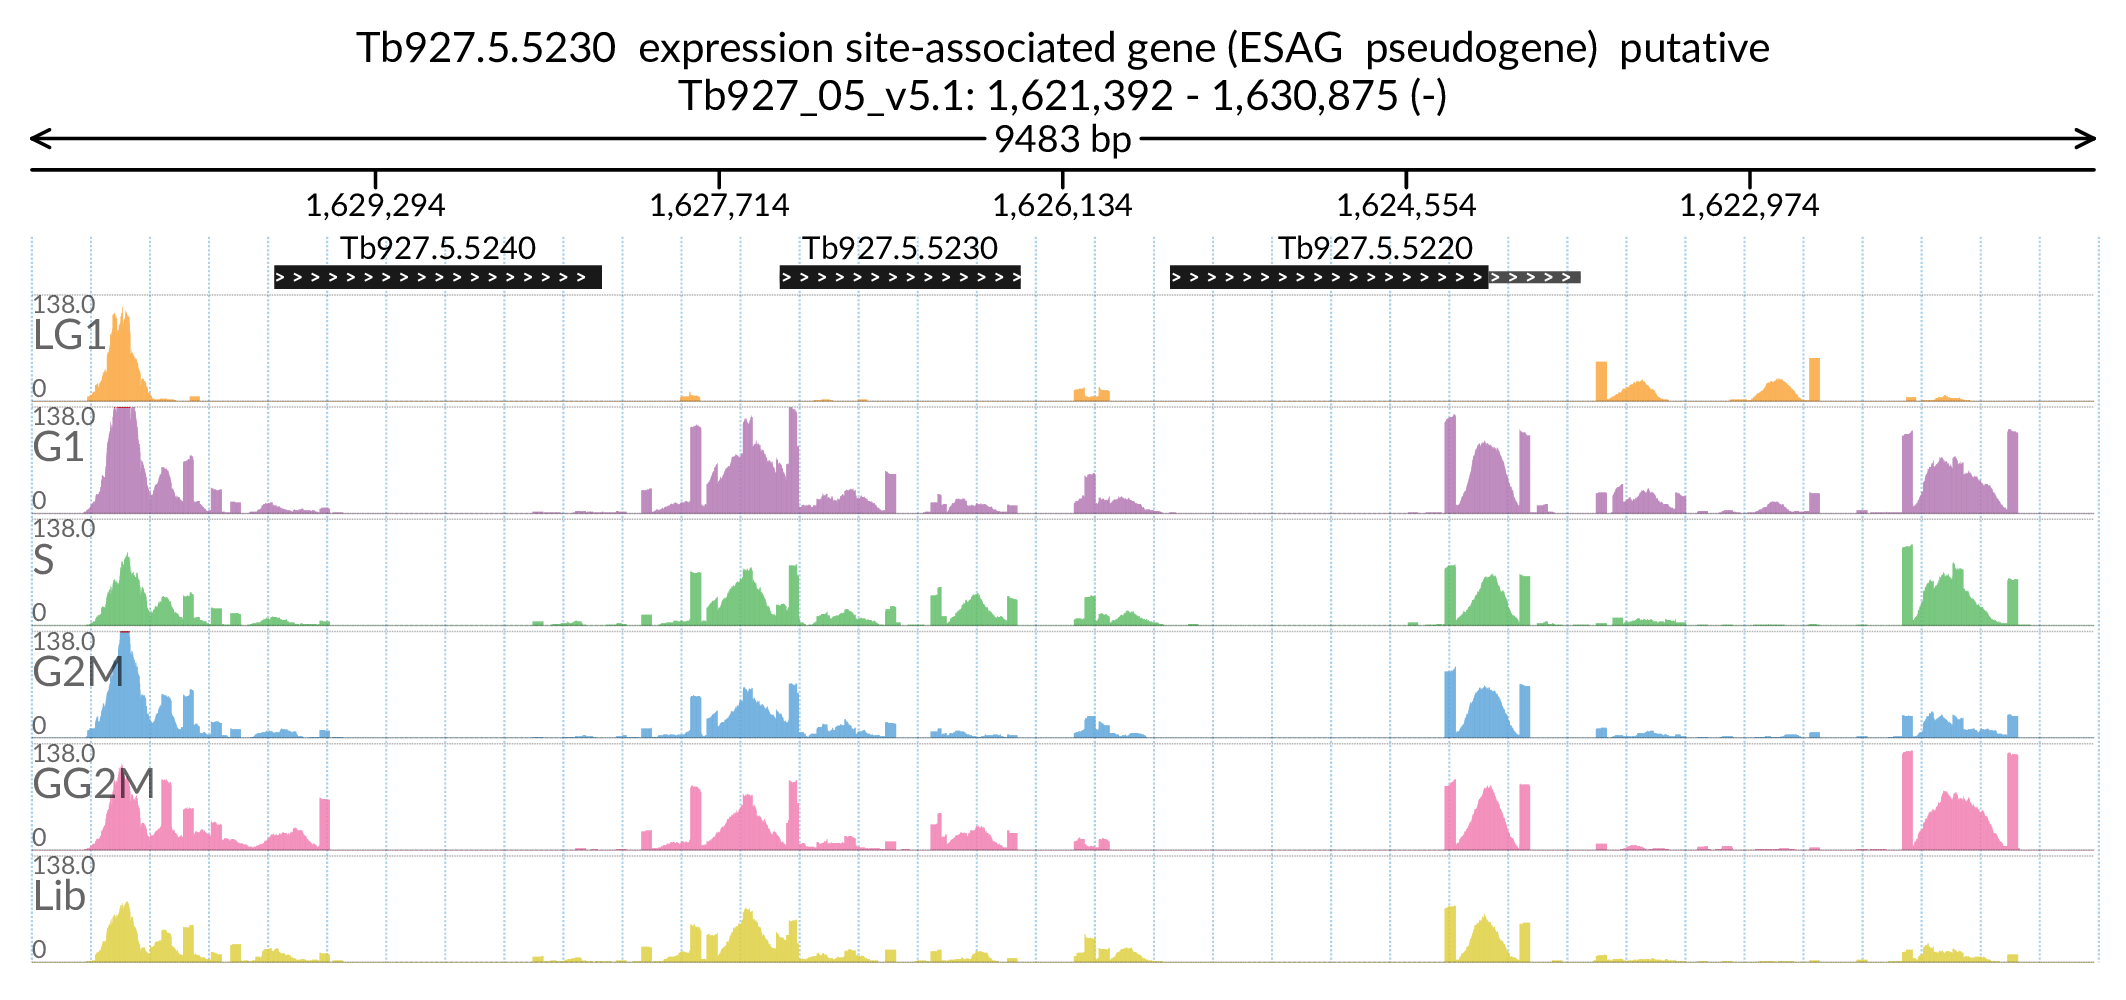 Tb927.5.5230 expression site-associated gene (ESAG pseudogene) putative
Tb927_05_v5.1: 1,621,392 - 1,630,875 (-)
9483 bp
1,629,294 1,627,714 1,626,134 1,624,554 1,622,974
Tb927.5.5240 Tb927.5.5230 Tb927.5.5220
138.0
LG1
0
138.0
G1
0
138.0
S
0
138.0
G2M
0
138.0
GG2M
0
138.0
Lib
0